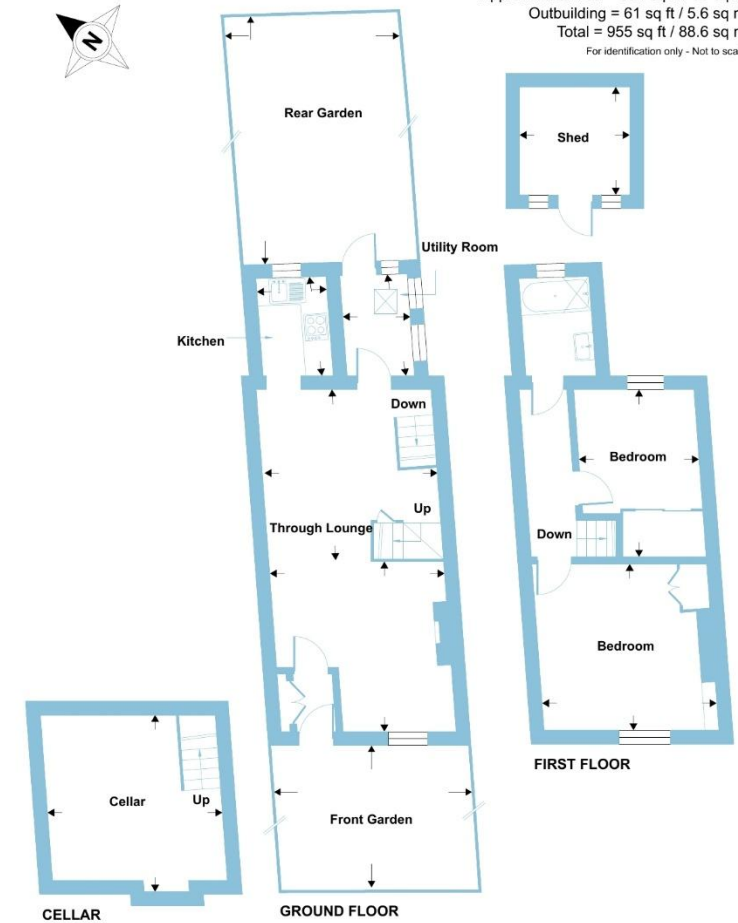 Outbuilding = 61 sq ft / 5.6 sq
Total = 955 sq ft / 88.6 sq
For identification only - Not to
N
Rear Garden
Shed
Utility Room
Kitchen
Down
Bedroom
Up
Through Lounge
Down
Bedroom
FIRST FLOOR
Cellar
Up
Front Garden
CELLAR
GROUND FLOOR